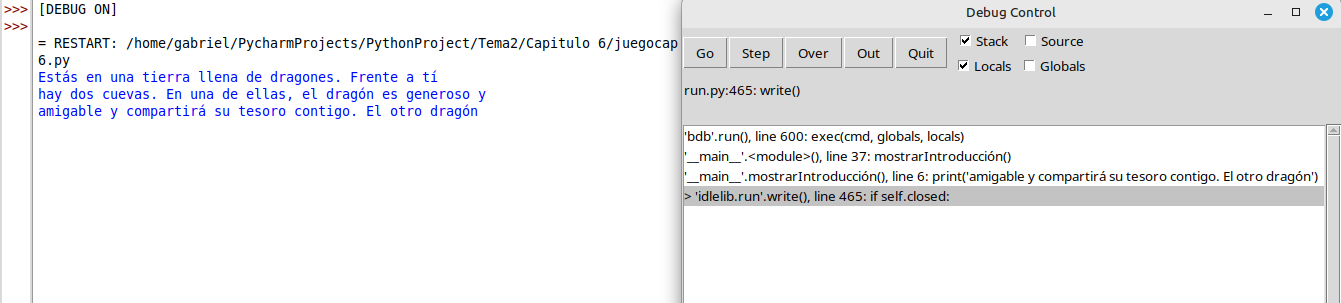 >>> [DEBUG ON]
>>>
= RESTART: /home/gabriel/PycharmProjects/PythonProject/Tema2/Capitulo 6/juegocap
6.py
Estás en una tierra llena de dragones. Frente a tí
hay dos cuevas. En una de ellas, el dragón es generoso y
amigable y compartirá su tesoro contigo. El otro dragón
Debug Control
Go Step Over Out Quit
Stack Source
Locals Globals
run.py:465: write()
'bdb'.run(), line 600: exec(cmd, globals, locals)
'__main__'.<module>(), line 37: mostrarIntroducción()
'__main__'.mostrarIntroducción(), line 6: print('amigable y compartirá su tesoro contigo. El otro dragón')
> 'idlelib.run'.write(), line 465: if self.closed: